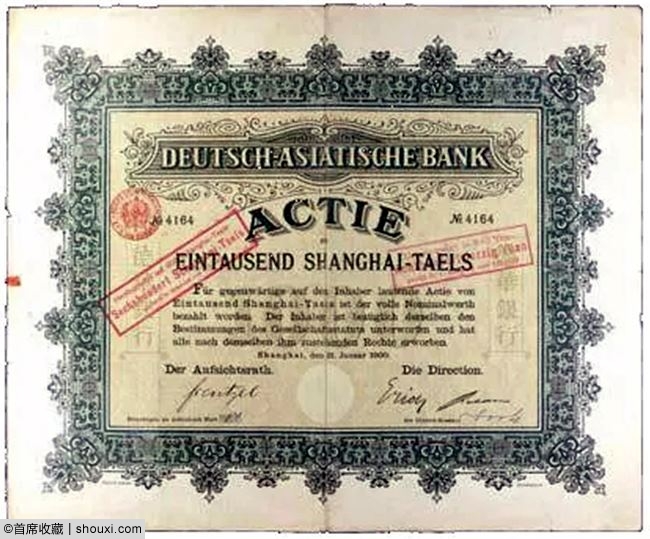 DEUTSCH-ASIATISCHE BANK
№ 4164
№ 4164
ACTIE
EINTAUSEND SHANGHAI-TAELS
Für gegenwärtige auf den Inhaber lautende Actie von
Eintausend Shanghai-Taels ist der volle Nominalwerth
bezahlt worden. Der Inhaber ist bezüglich derselben den
Bestimmungen des Gesellschaftsstatuts unterworfen und hat
alle nach demselben ihm zustehenden Rechte erworben.
Shanghai, den 21. Januar 1900.
Der Aufsichtsrath.
Die Direction.
華
銀
行
©首席收藏 | shouxi.com